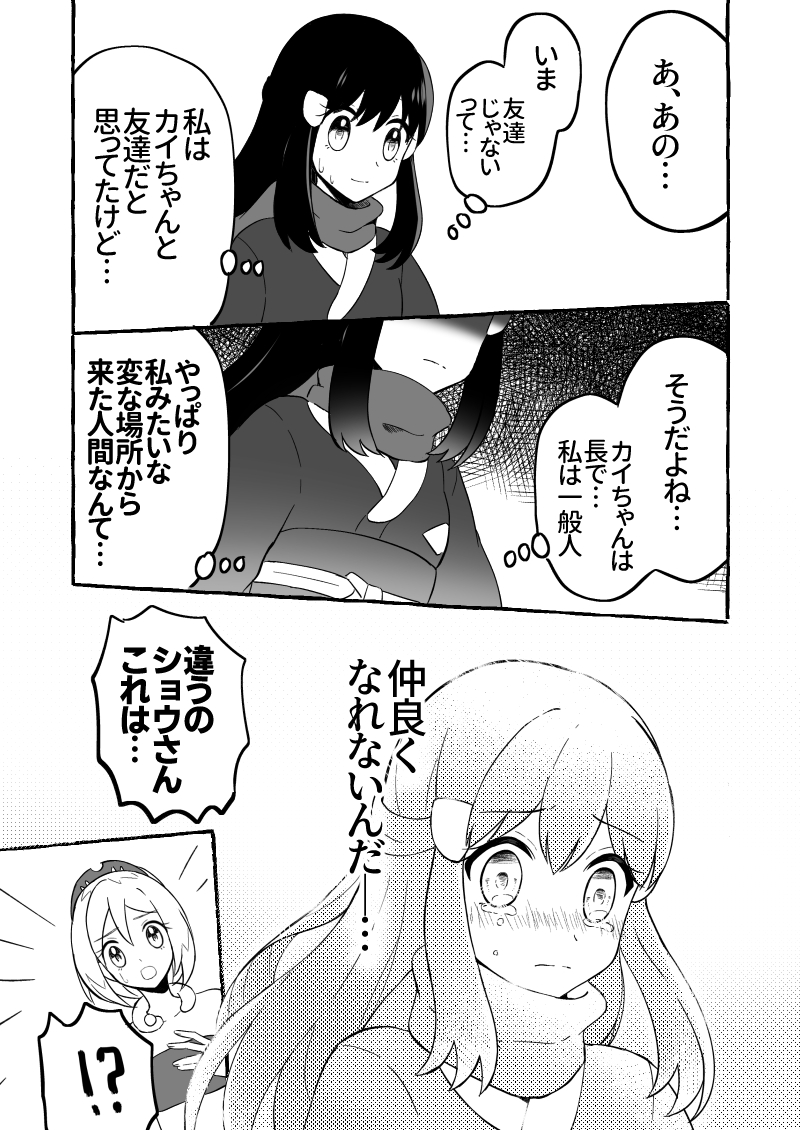 あ、あの…
いま
友達
じゃない
って…
私は
カイちゃんと
友達だと
思ってたけど…
そうだよね…
カイちゃんは
長で…
私は一般人
やっぱり
私みたいな
変な場所から
来た人間なんて…
仲良く
なれないんだ―…
違うの
ショウさん
これは…
!?